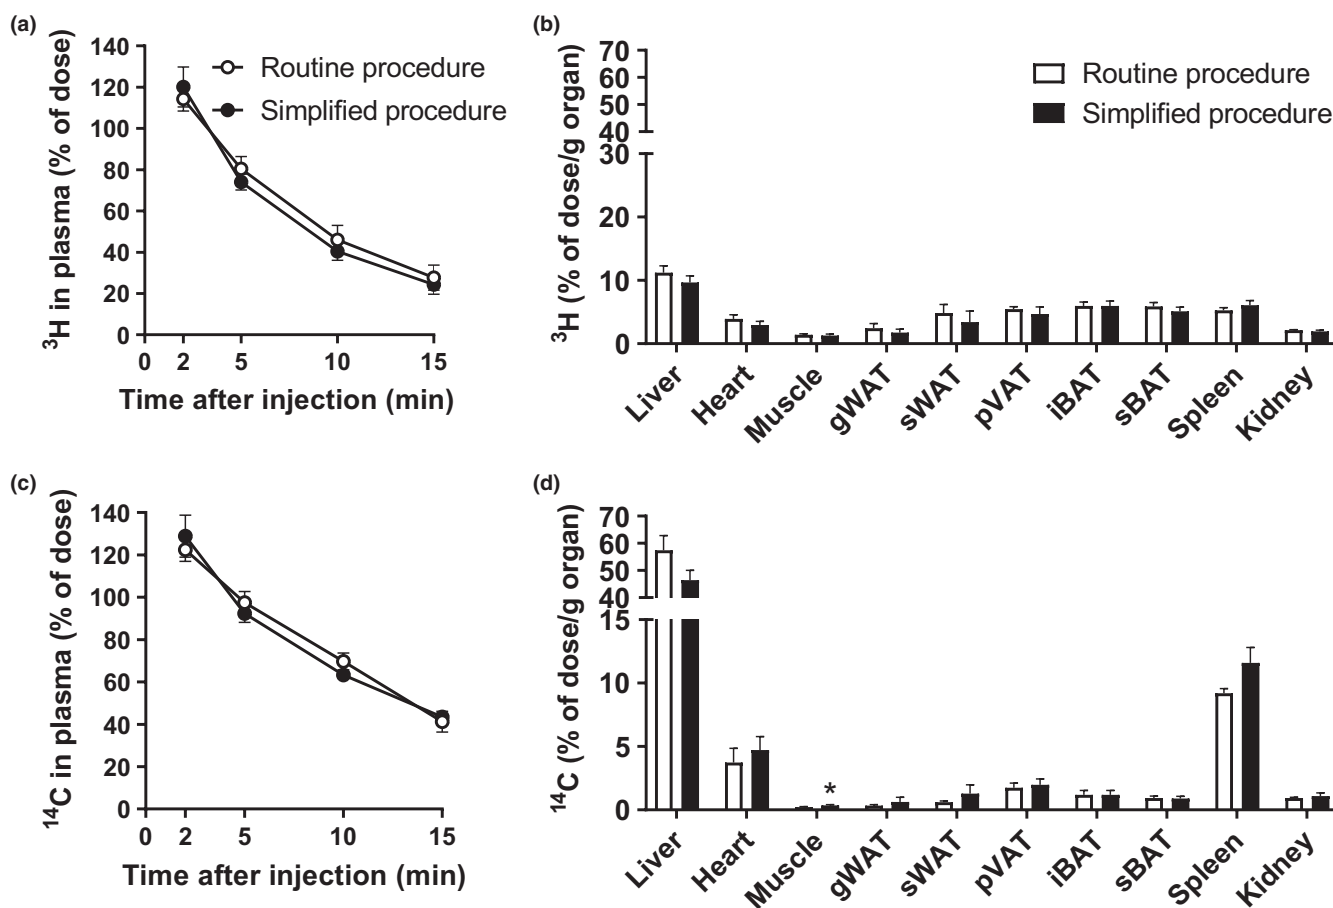 (a)
³H in plasma (% of dose)
140
120
100
80
60
40
20
0
Routine procedure
Simplified procedure
0 2 5 10 15
Time after injection (min)
(b)
³H (% of dose/g organ)
70
60
50
40
30
20
10
0
Routine procedure
Simplified procedure
Liver Heart Muscle gWAT sWAT pVAT iBAT sBAT Spleen Kidney
(c)
¹⁴C in plasma (% of dose)
140
120
100
80
60
40
20
0
0 2 5 10 15
Time after injection (min)
(d)
¹⁴C (% of dose/g organ)
70
60
50
40
15
10
5
0
*
Liver Heart Muscle gWAT sWAT pVAT iBAT sBAT Spleen Kidney